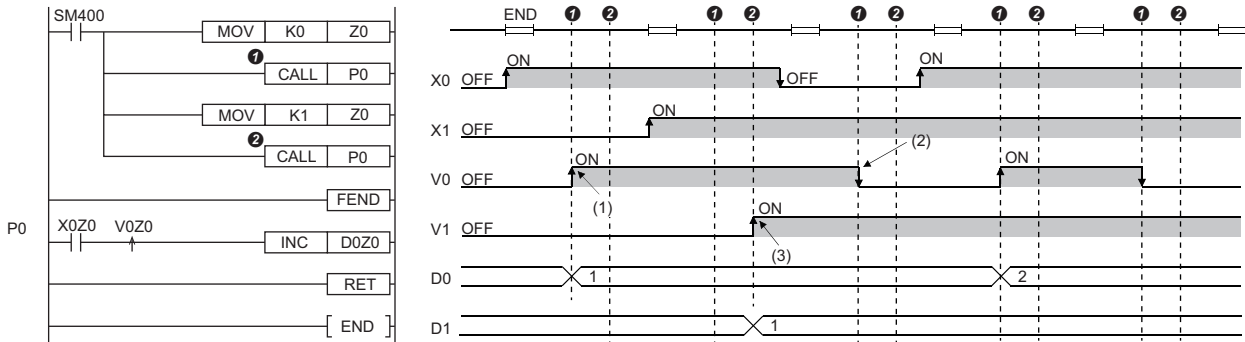 SM400
MOV K0 Z0
❶
CALL P0
MOV K1 Z0
❷
CALL P0
FEND
P0 X0Z0 V0Z0
INC D0Z0
RET
END
END ❶ ❷ ❶ ❷ ❶ ❷ ❶ ❷ ❶ ❷
X0 OFF ON OFF ON
X1 OFF ON
V0 OFF ON (1) (2) ON
V1 OFF ON (3)
D0 1 2
D1 1